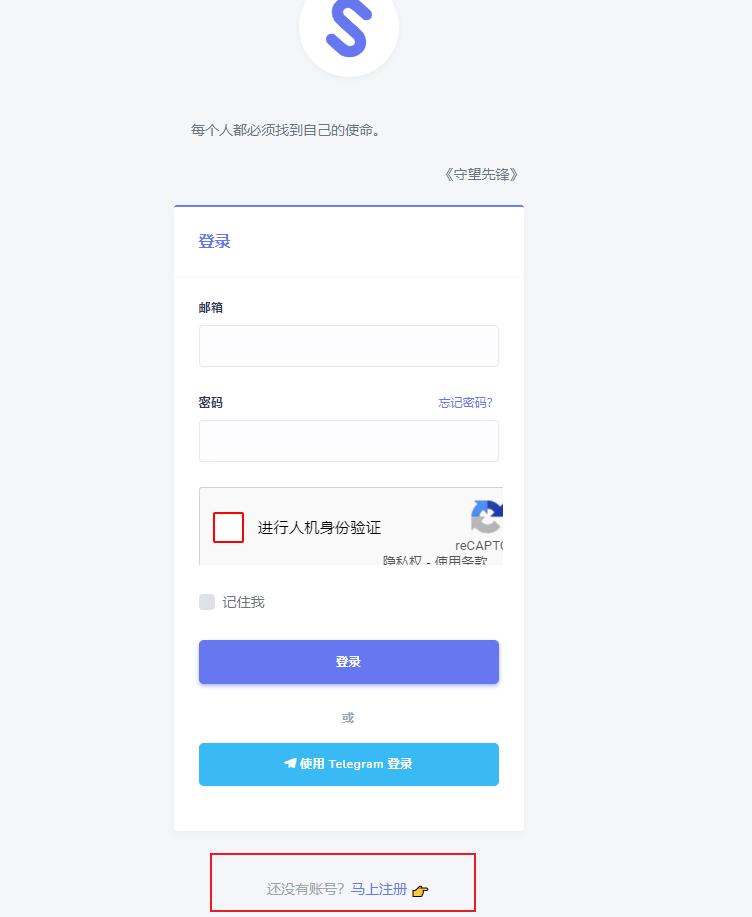 每个人都必须找到自己的使命。
《守望先锋》
登录
邮箱
密码 忘记密码?
进行人机身份验证
reCAPTC
隐私权 - 使用条款
记住我
登录
或
使用 Telegram 登录
还没有账号? 马上注册 👉